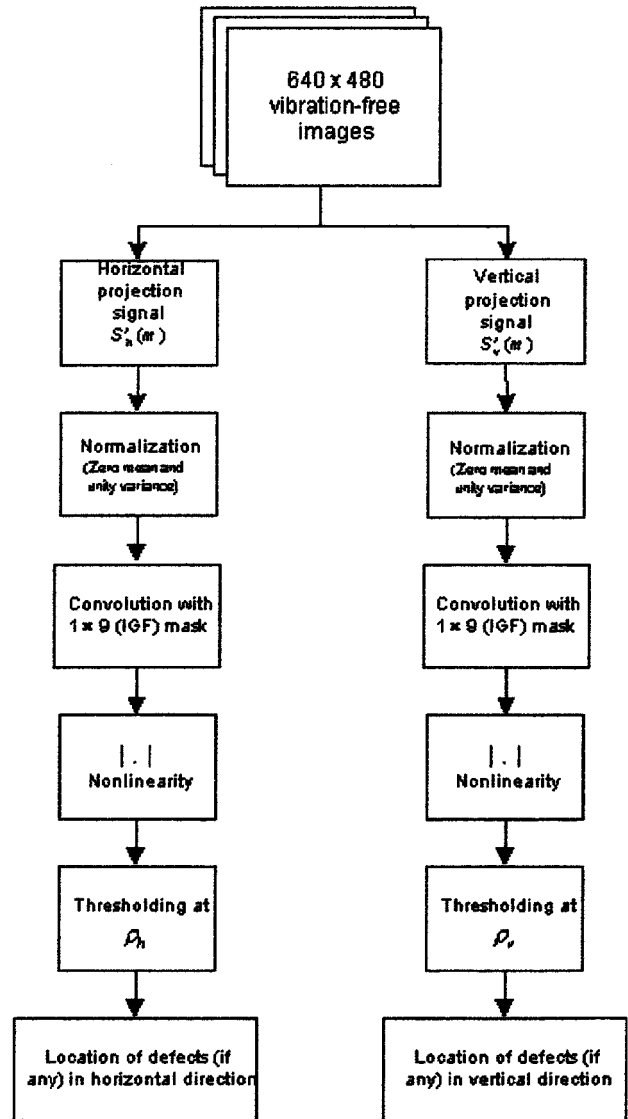 640 x 480
vibration-free
images
Horizontal
projection
signal
S'ₕ(m)
Vertical
projection
signal
S'ᵥ(m)
Normalization
(Zero mean and
unity variance)
Normalization
(Zero mean and
unity variance)
Convolution with
1 × 9 (IGF) mask
Convolution with
1 × 9 (IGF) mask
| . |
Nonlinearity
| . |
Nonlinearity
Thresholding at
ρₕ
Thresholding at
ρᵥ
Location of defects (if
any) in horizontal direction
Location of defects (if
any) in vertical direction